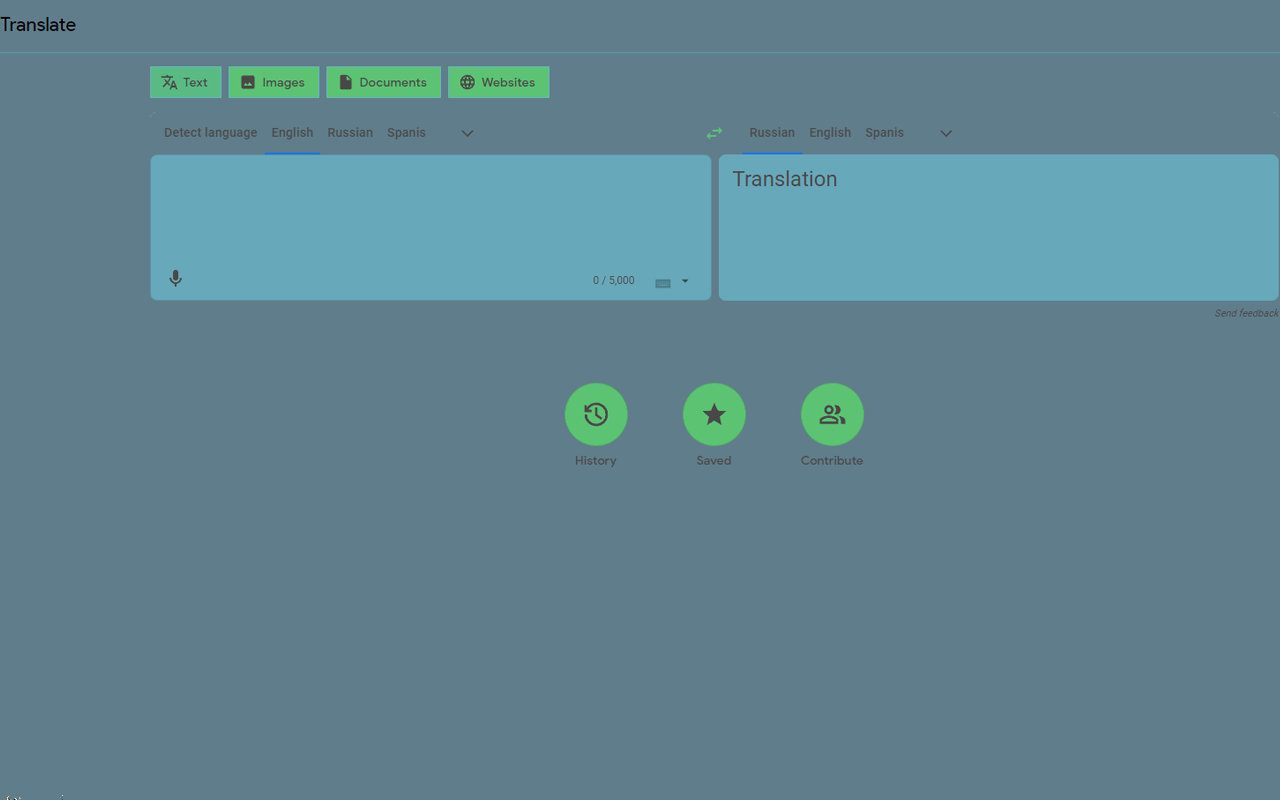 Translate
Text Images Documents Websites
Detect language English Russian Spanis Russian English Spanis
Translation
0 / 5,000
Send feedback
History Saved Contribute